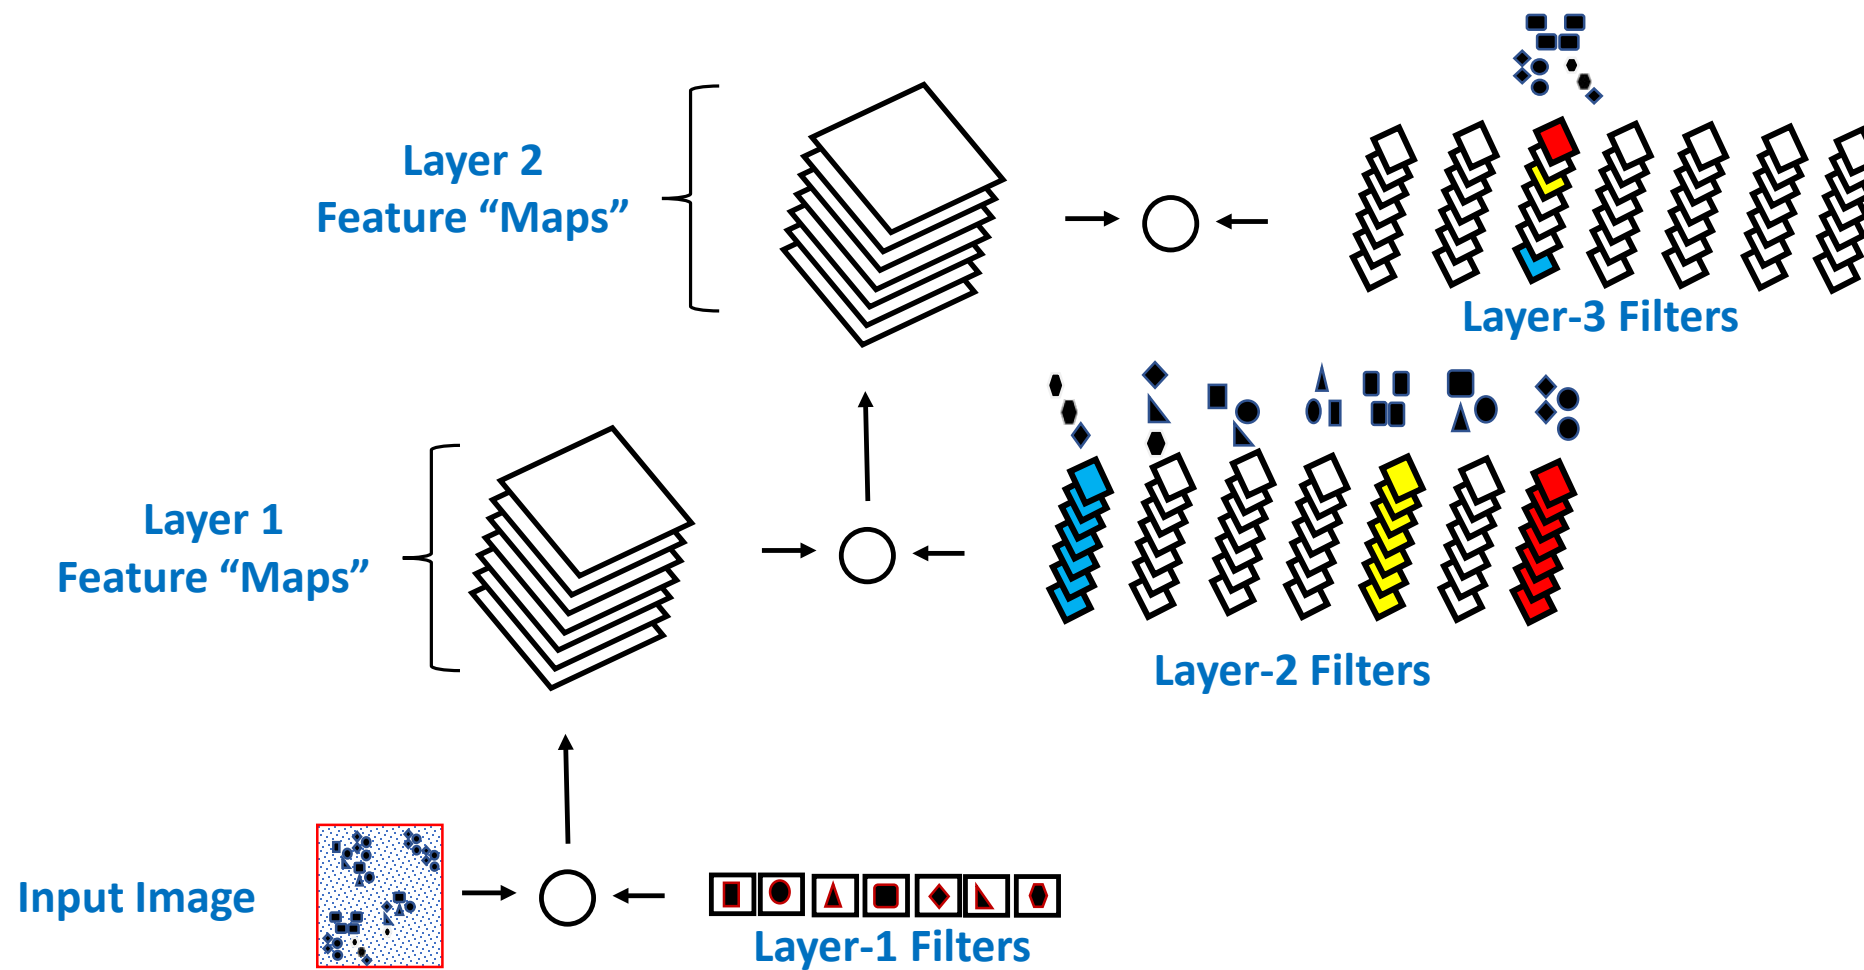 Layer 2
Feature “Maps”
Layer-3 Filters
Layer 1
Feature “Maps”
Layer-2 Filters
Input Image
Layer-1 Filters